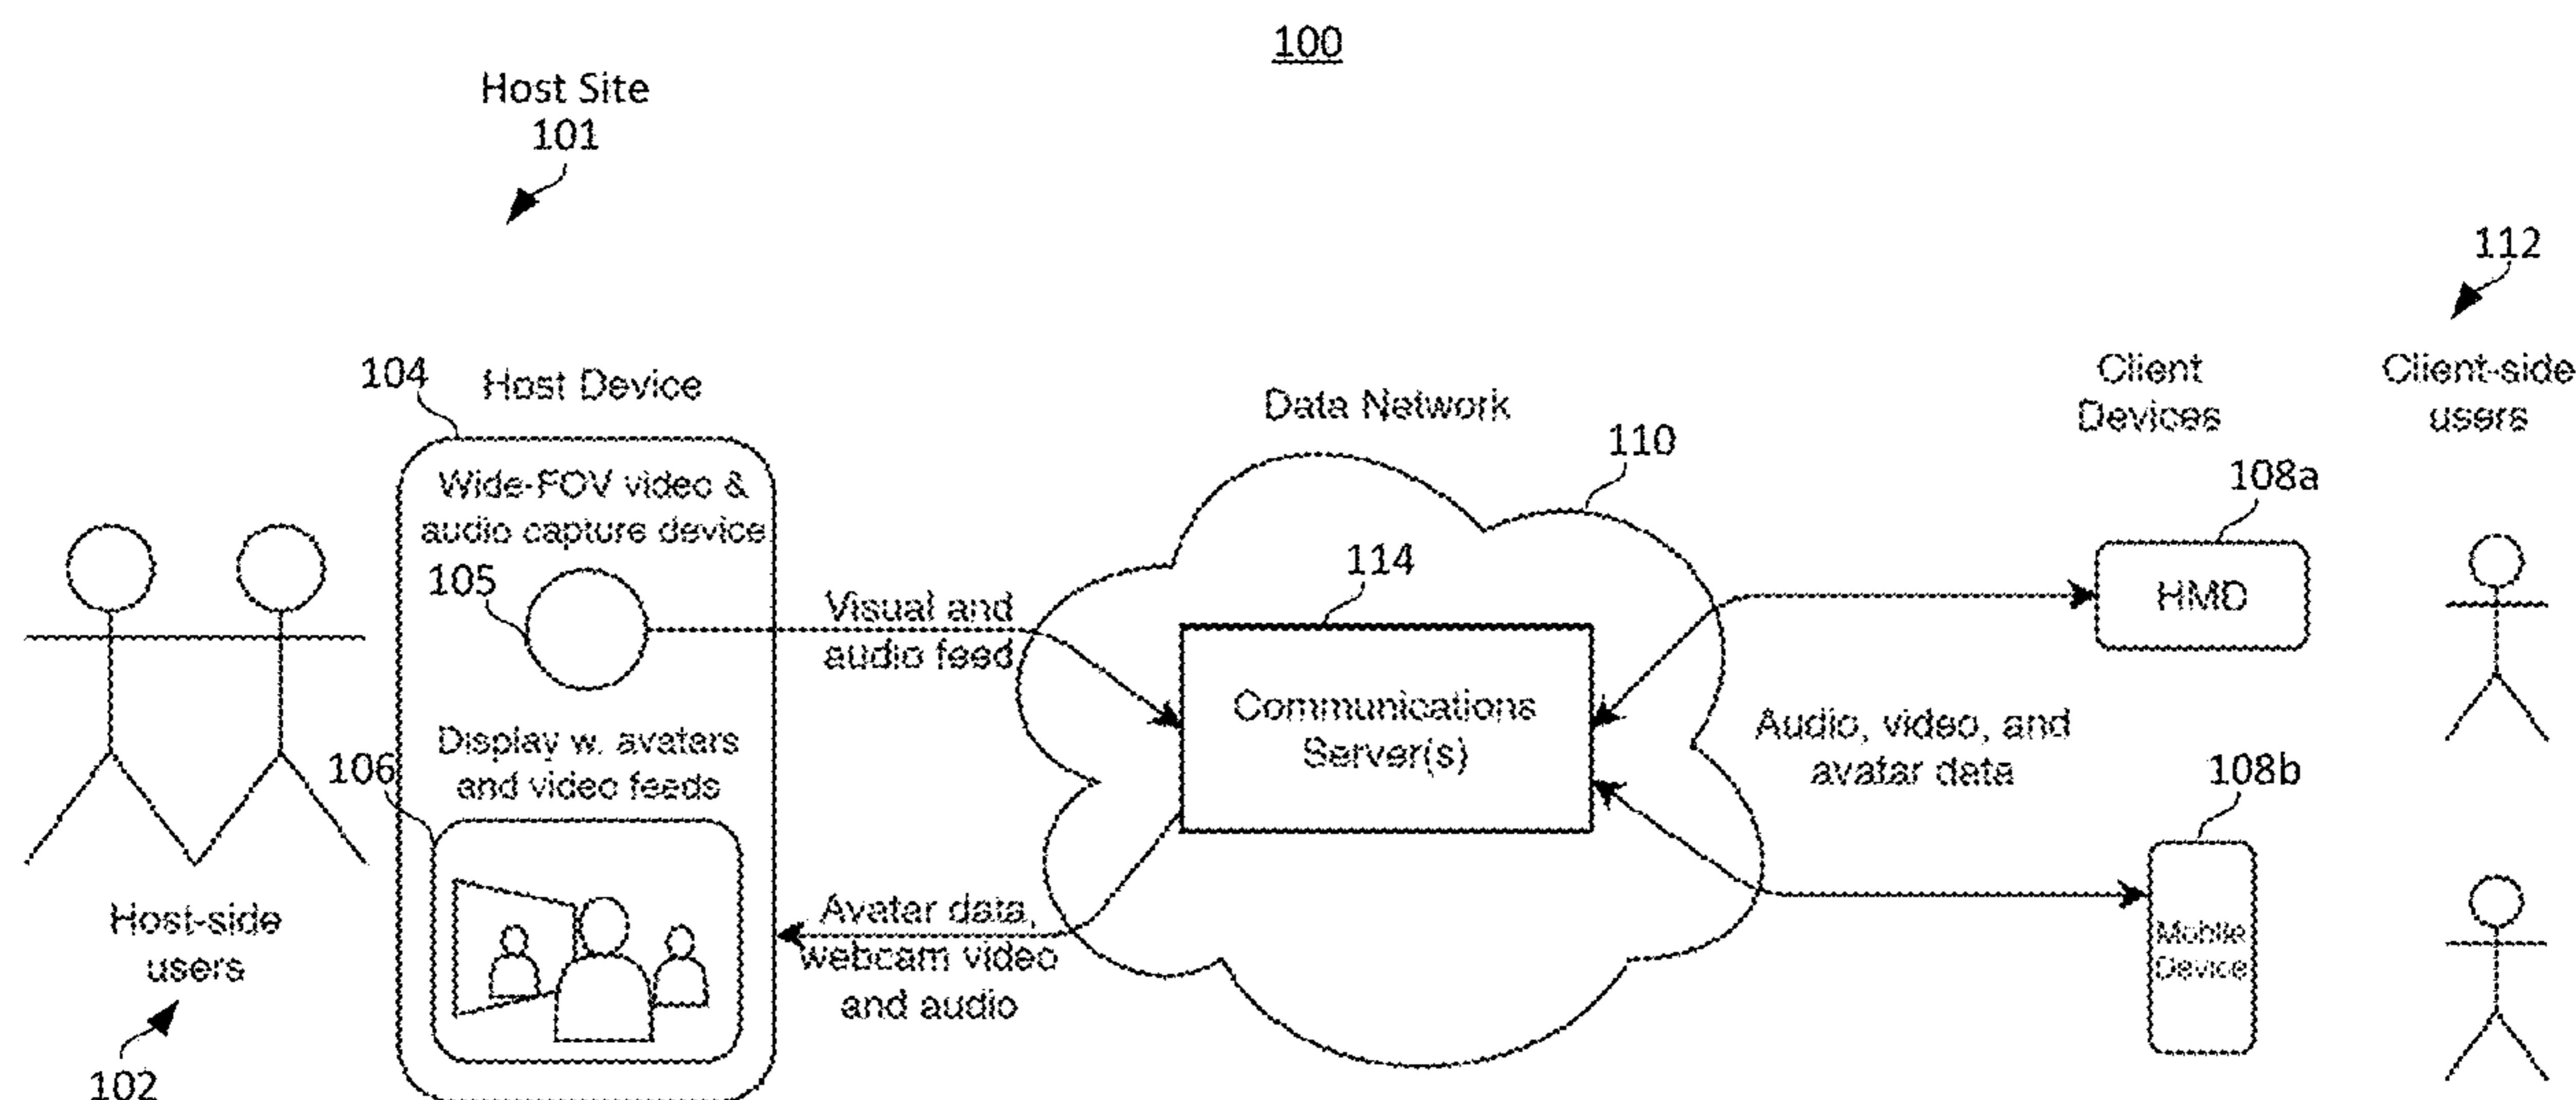 100
Host Site
101
112
104
Host Device
Data Network
110
Client
Devices
Client-side
users
Wide-FOV video &
audio capture device
105
108a
HMD
114
Visual and
audio feed
Communications
Server(s)
Audio, video, and
avatar data
Display w. avatars
and video feeds
106
108b
Mobile
Device
Host-side
users
102
Avatar data,
webcam video
and audio